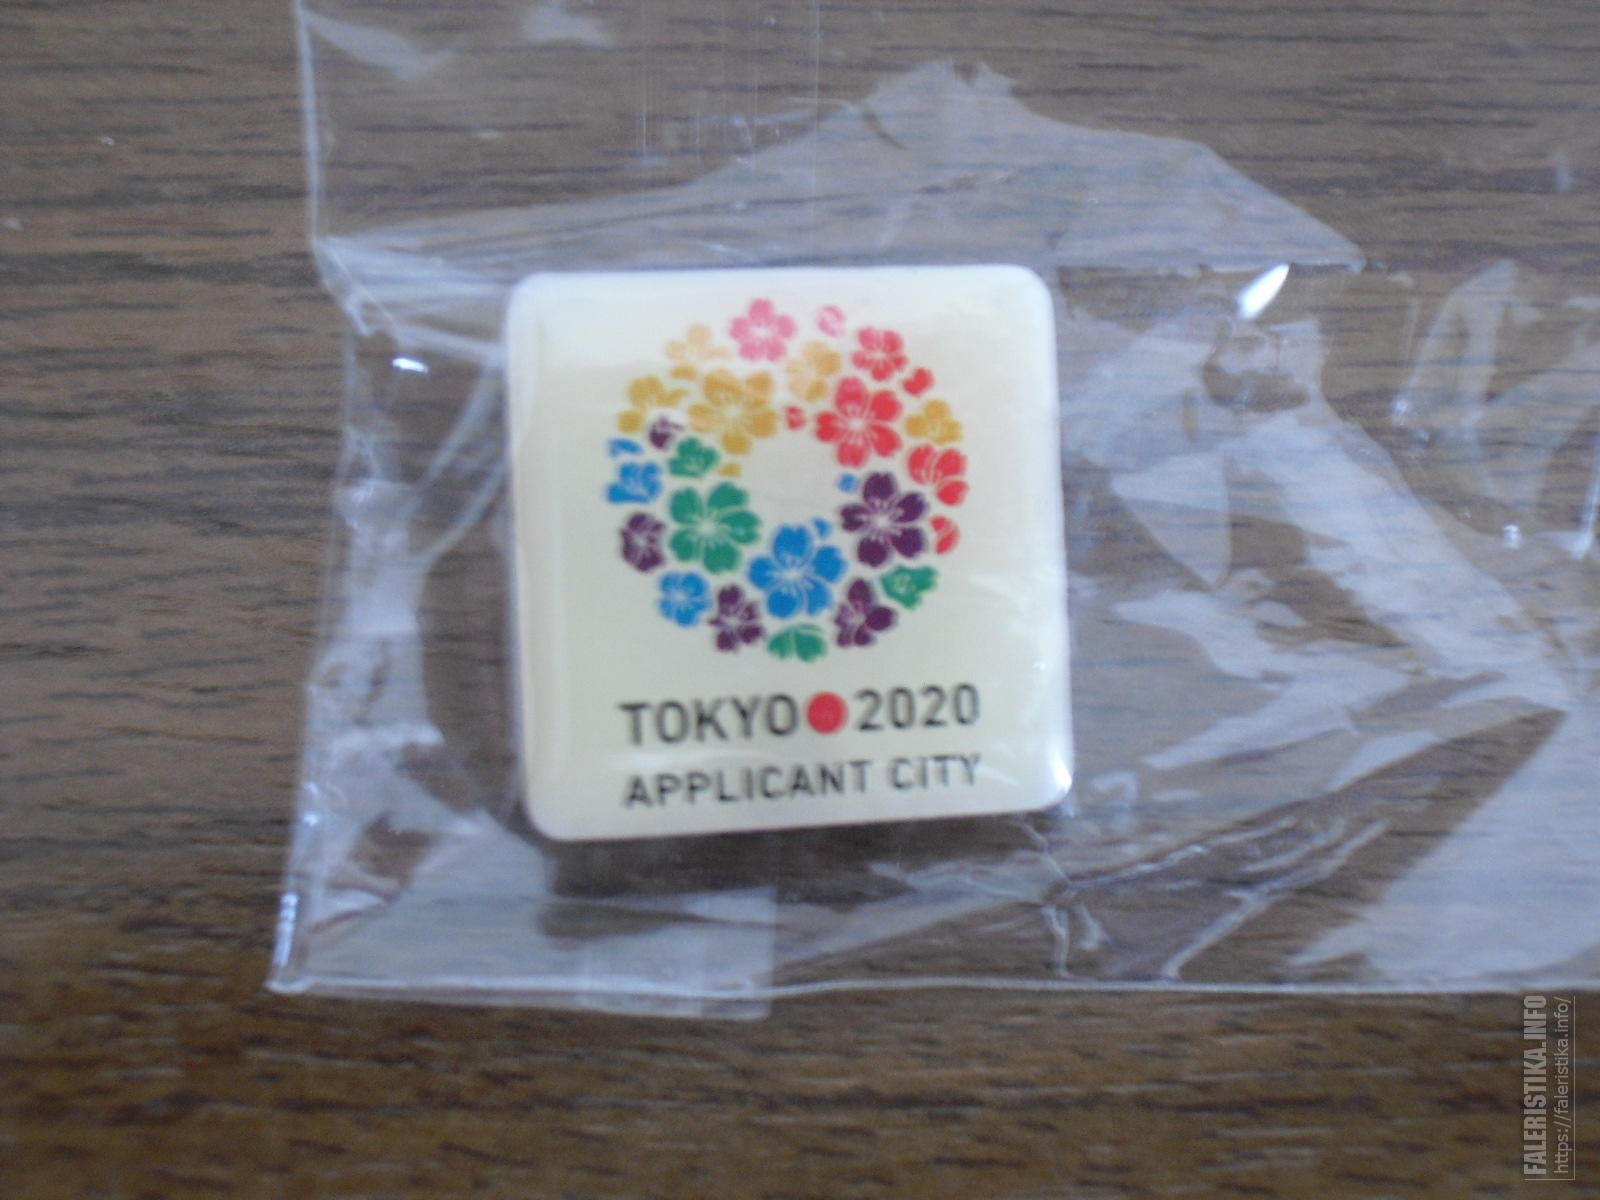 TOKYO 2020
APPLICANT CITY
FALERISTIKA.INFO
https://faleristika.info/